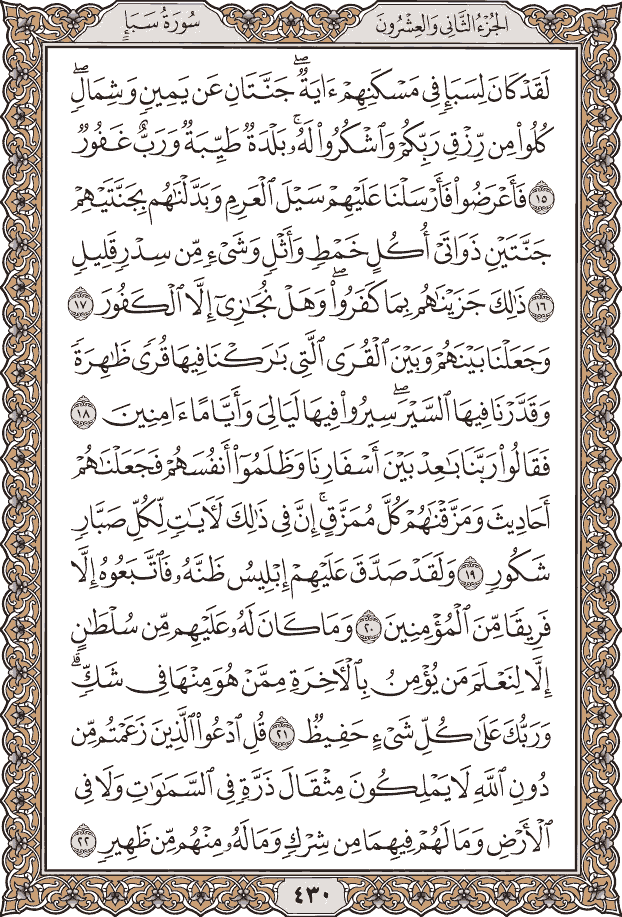 الجزء الثاني والعشرون
سورة سبإ
لَقَدْ كَانَ لِسَبَإٍ فِى مَسْكَنِهِمْ ءَايَةٌ ۖ جَنَّتَانِ عَن يَمِينٍ وَشِمَالٍ ۖ
كُلُوا۟ مِن رِّزْقِ رَبِّكُمْ وَٱشْكُرُوا۟ لَهُۥ ۚ بَلْدَةٌ طَيِّبَةٌ وَرَبٌّ غَفُورٌ
١٥ فَأَعْرَضُوا۟ فَأَرْسَلْنَا عَلَيْهِمْ سَيْلَ ٱلْعَرِمِ وَبَدَّلْنَٰهُم بِجَنَّتَيْهِمْ
جَنَّتَيْنِ ذَوَاتَىْ أُكُلٍ خَمْطٍ وَأَثْلٍ وَشَىْءٍ مِّن سِدْرٍ قَلِيلٍ
١٦ ذَٰلِكَ جَزَيْنَٰهُم بِمَا كَفَرُوا۟ ۖ وَهَلْ نُجَٰزِىٓ إِلَّا ٱلْكَفُورَ ١٧
وَجَعَلْنَا بَيْنَهُمْ وَبَيْنَ ٱلْقُرَى ٱلَّتِى بَٰرَكْنَا فِيهَا قُرًى ظَٰهِرَةً
وَقَدَّرْنَا فِيهَا ٱلسَّيْرَ ۖ سِيرُوا۟ فِيهَا لَيَالِىَ وَأَيَّامًا ءَامِنِينَ ١٨
فَقَالُوا۟ رَبَّنَا بَٰعِدْ بَيْنَ أَسْفَارِنَا وَظَلَمُوٓا۟ أَنفُسَهُمْ فَجَعَلْنَٰهُمْ
أَحَادِيثَ وَمَزَّقْنَٰهُمْ كُلَّ مُمَزَّقٍ ۚ إِنَّ فِى ذَٰلِكَ لَءَايَٰتٍ لِّكُلِّ صَبَّارٍ
شَكُورٍ ١٩ وَلَقَدْ صَدَّقَ عَلَيْهِمْ إِبْلِيسُ ظَنَّهُۥ فَٱتَّبَعُوهُ إِلَّا
فَرِيقًا مِّنَ ٱلْمُؤْمِنِينَ ٢٠ وَمَا كَانَ لَهُۥ عَلَيْهِم مِّن سُلْطَٰنٍ
إِلَّا لِنَعْلَمَ مَن يُؤْمِنُ بِٱلْءَاخِرَةِ مِمَّنْ هُوَ مِنْهَا فِى شَكٍّ ۗ
وَرَبُّكَ عَلَىٰ كُلِّ شَىْءٍ حَفِيظٌ ٢١ قُلِ ٱدْعُوا۟ ٱلَّذِينَ زَعَمْتُم مِّن
دُونِ ٱللَّهِ لَا يَمْلِكُونَ مِثْقَالَ ذَرَّةٍ فِى ٱلسَّمَٰوَٰتِ وَلَا فِى
ٱلْأَرْضِ وَمَا لَهُمْ فِيهِمَا مِن شِرْكٍ وَمَا لَهُۥ مِنْهُم مِّن ظَهِيرٍ ٢٢
٤٣٠